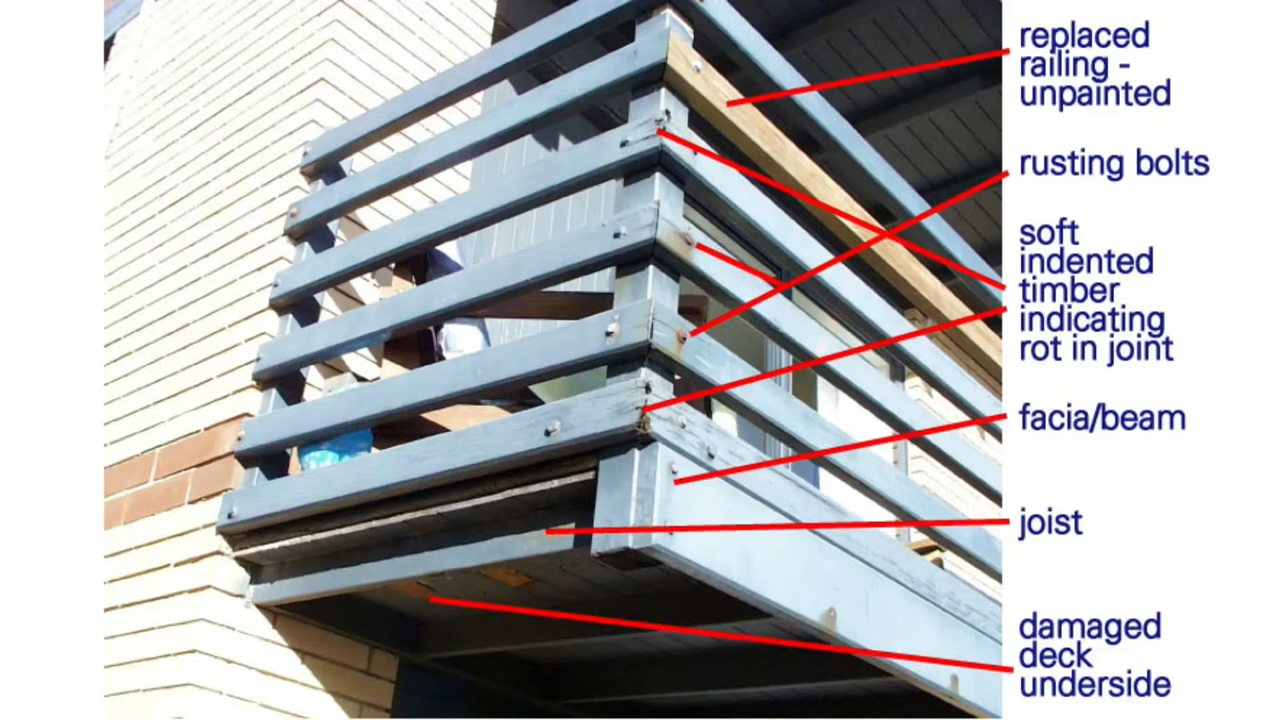 replaced
railing -
unpainted
rusting bolts
soft
indented
timber
indicating
rot in joint
facia/beam
joist
damaged
deck
underside